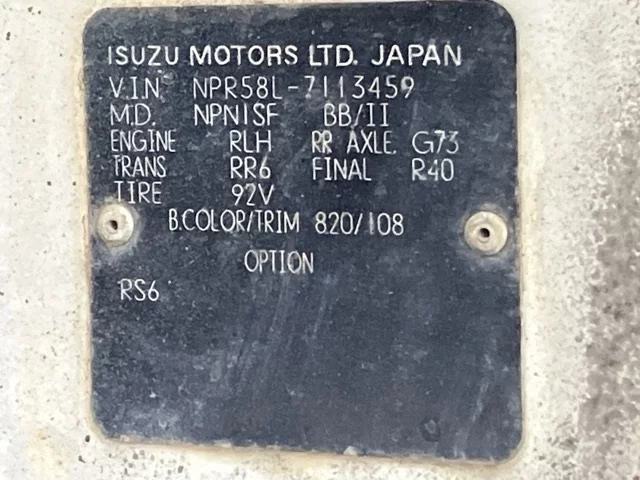 ISUZU MOTORS LTD. JAPAN
V.I.N NPR58L-7113459
M.D. NPN1SF BB/II
ENGINE RLH RR AXLE. G73
TRANS RR6 FINAL R40
TIRE 92V
B.COLOR/TRIM 820/108
OPTION
RS6